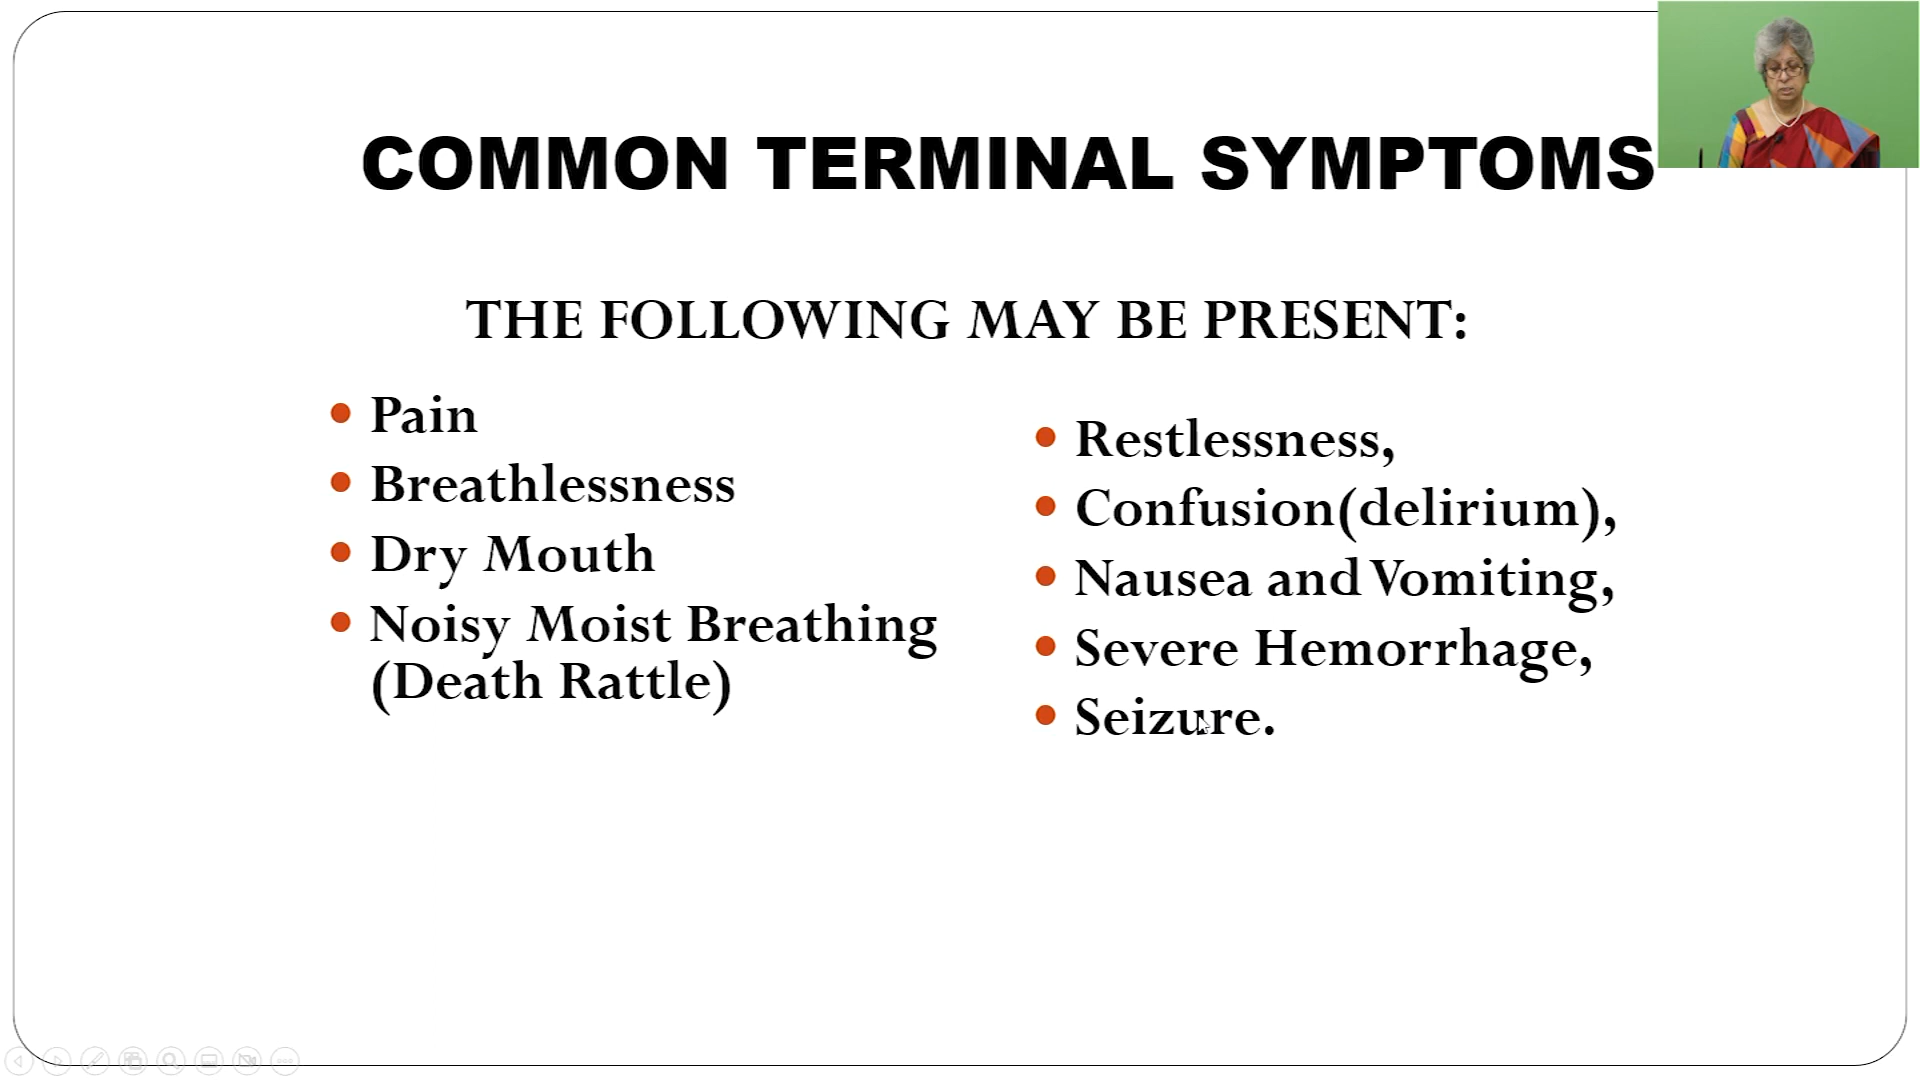 COMMON TERMINAL SYMPTOMS
THE FOLLOWING MAY BE PRESENT:
Pain
Breathlessness
Dry Mouth
Noisy Moist Breathing
(Death Rattle)
Restlessness,
Confusion(delirium),
Nausea and Vomiting,
Severe Hemorrhage,
Seizure.